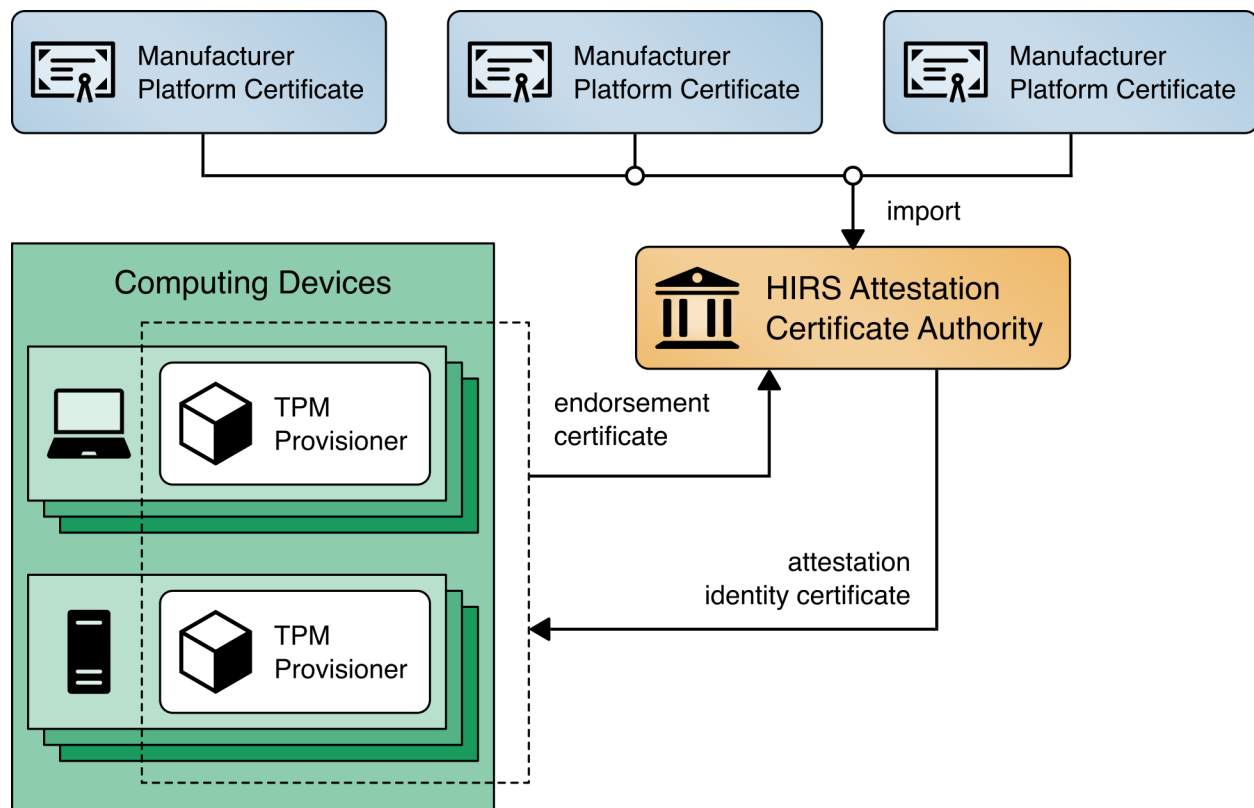 Manufacturer
Platform Certificate
Manufacturer
Platform Certificate
Manufacturer
Platform Certificate
import
HIRS Attestation
Certificate Authority
Computing Devices
TPM
Provisioner
endorsement
certificate
attestation
identity certificate
TPM
Provisioner